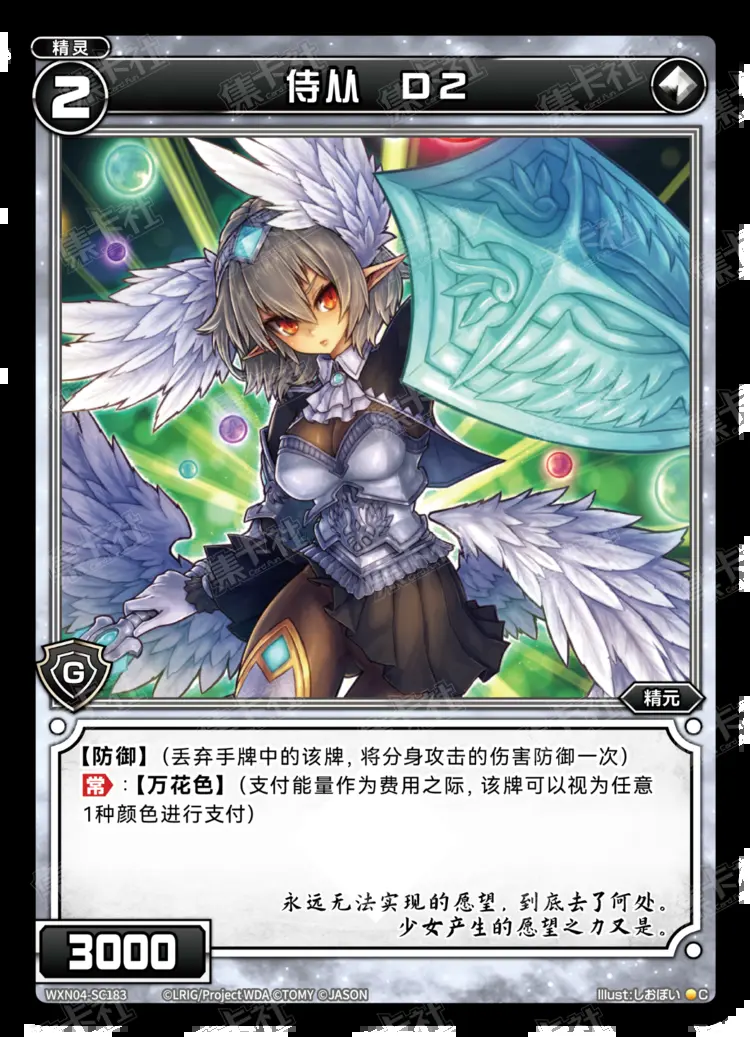 精灵
2
侍从 D2
G
精元
【防御】（丢弃手牌中的该牌，将分身攻击的伤害防御一次）
常：【万花色】（支付能量作为费用之际，该牌可以视为任意
1种颜色进行支付）
永远无法实现的愿望，到底去了何处。
少女产生的愿望之力又是。
3000
WXN04-SC183 ©LRIG/Project WDA ©TOMY ©JASON Illust:しおぼい C
集卡社